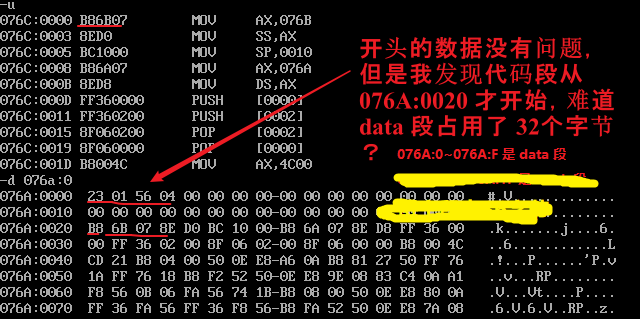 -u
076C:0000 B86B07 MOV AX,076B
076C:0003 8ED0 MOV SS,AX
076C:0005 BC1000 MOV SP,0010
076C:0008 B86A07 MOV AX,076A
076C:000B 8ED8 MOV DS,AX
076C:000D FF360000 PUSH [0000]
076C:0011 FF360200 PUSH [0002]
076C:0015 8F060200 POP [0002]
076C:0019 8F060000 POP [0000]
076C:001D B8004C MOV AX,4C00
开头的数据没有问题,
但是我发现代码段从
076A:0020 才开始, 难道
data 段占用了 32个字节
?
076A:0~076A:F 是 data 段
-d 076a:0
076A:0000 23 01 56 04 00 00 00 00-00 00 00 00 00 00 00 00 #.V.
076A:0010 00 00 00 00 00 00 00 00-00 00 00 00
076A:0020 B8 6B 07 8E D0 BC 10 00-B8 6A 07 8E D8 FF 36 00 .k.......j....6.
076A:0030 00 FF 36 02 00 8F 06 02-00 8F 06 00 00 B8 00 4C ..6............L
076A:0040 CD 21 B8 04 00 50 0E E8-A6 0A B8 81 27 50 FF 76 .!...P......'P.v
076A:0050 1A FF 76 18 B8 F2 52 50-0E E8 9E 08 83 C4 0A A1 ..v...RP........
076A:0060 F8 56 0B 06 FA 56 74 1B-B8 08 00 50 0E E8 80 0A .V...Vt....P....
076A:0070 FF 36 FA 56 FF 36 F8 56-B8 FA 52 50 0E E8 7A 08 .6.V.6.V..RP..z.